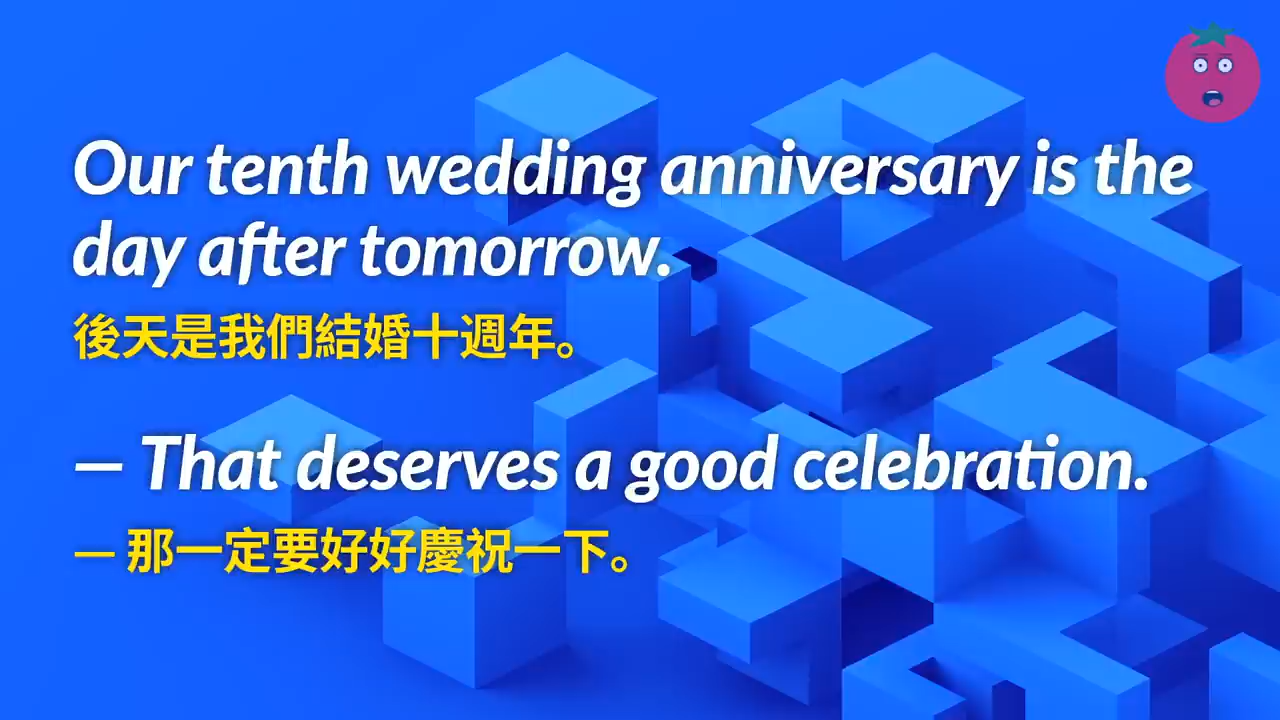 Our tenth wedding anniversary is the
day after tomorrow.
後天是我們結婚十週年。
— That deserves a good celebration.
— 那一定要好好慶祝一下。